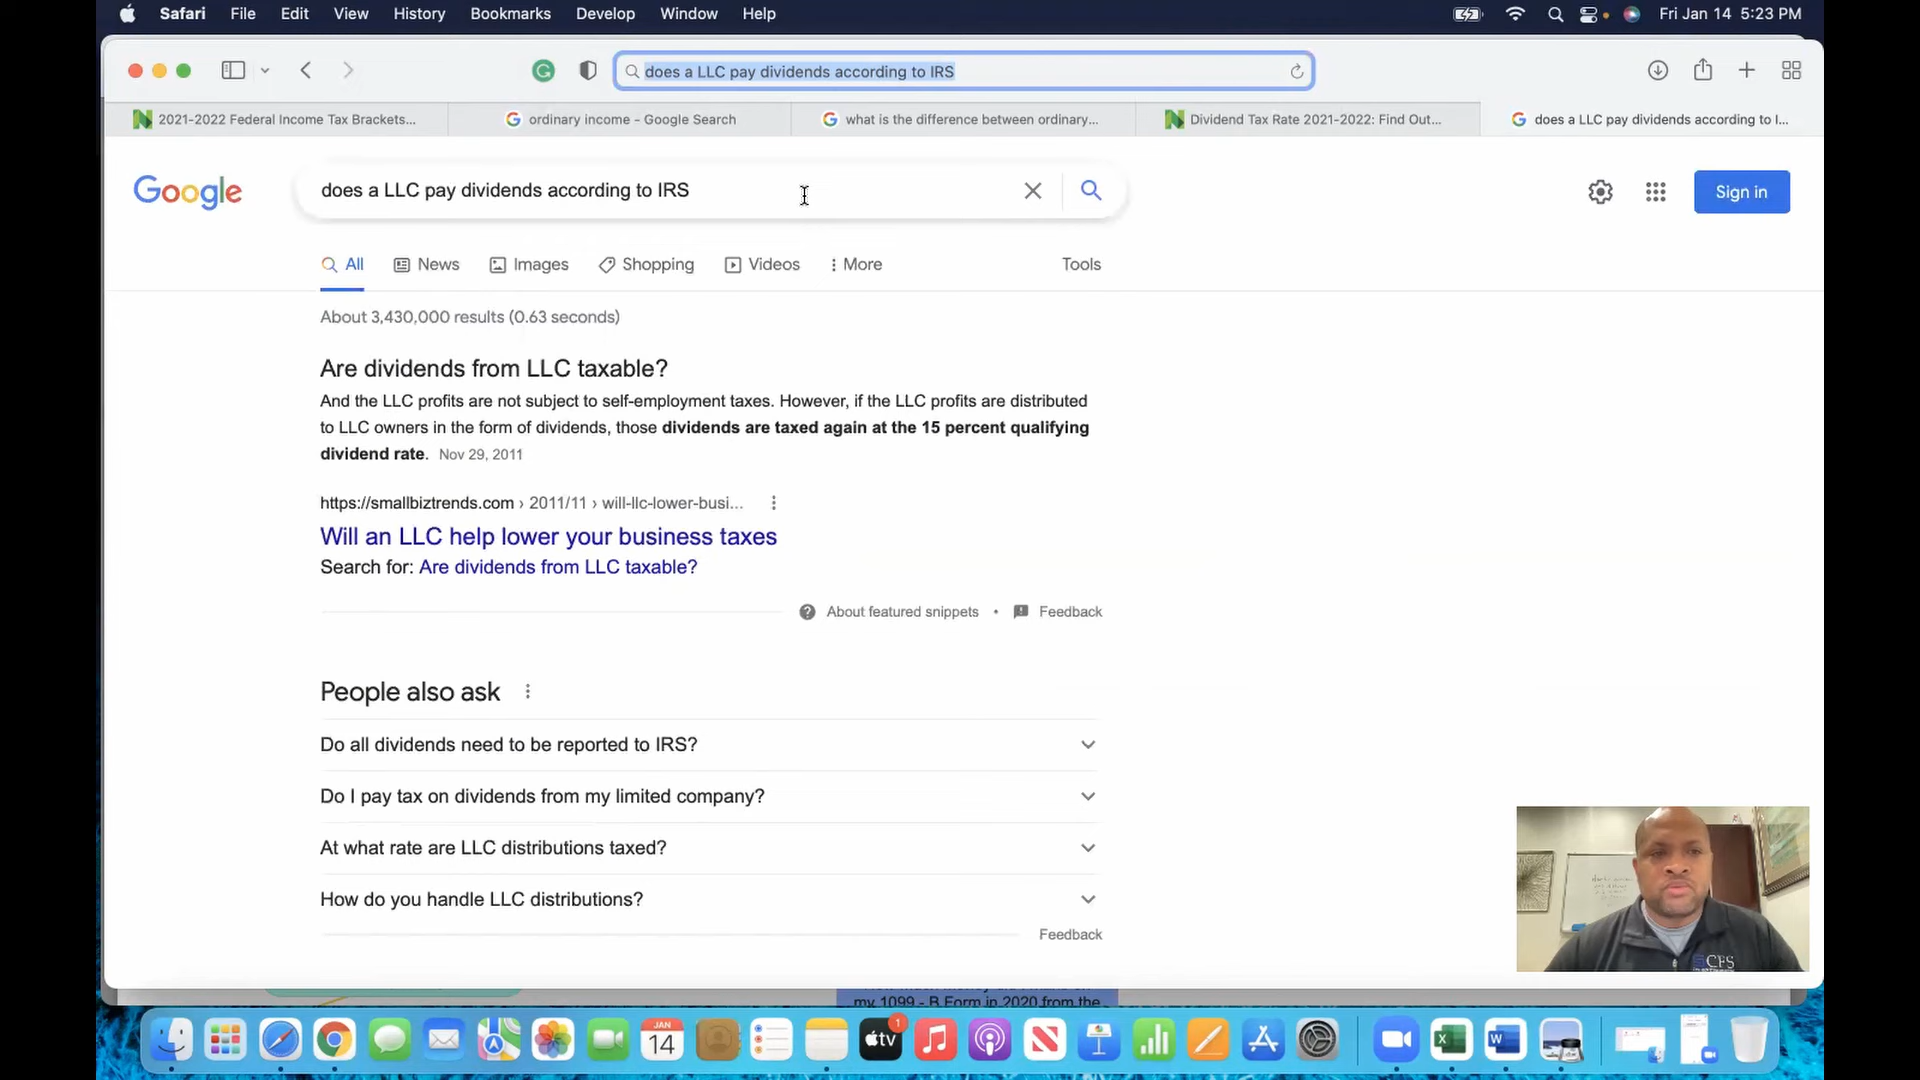 Safari File Edit View History Bookmarks Develop Window Help Fri Jan 14 5:23 PM
does a LLC pay dividends according to IRS
2021-2022 Federal Income Tax Brackets... ordinary income - Google Search what is the difference between ordinary... Dividend Tax Rate 2021-2022: Find Out... does a LLC pay dividends according to I...
Google does a LLC pay dividends according to IRS Sign in
All News Images Shopping Videos More Tools
About 3,430,000 results (0.63 seconds)
Are dividends from LLC taxable?
And the LLC profits are not subject to self-employment taxes. However, if the LLC profits are distributed
to LLC owners in the form of dividends, those dividends are taxed again at the 15 percent qualifying
dividend rate. Nov 29, 2011
https://smallbiztrends.com › 2011/11 › will-llc-lower-busi...
Will an LLC help lower your business taxes
Search for: Are dividends from LLC taxable?
About featured snippets • Feedback
People also ask
Do all dividends need to be reported to IRS?
Do I pay tax on dividends from my limited company?
At what rate are LLC distributions taxed?
How do you handle LLC distributions?
Feedback
CFS
my 1099 - B Form in 2020 from the
JAN
14
tv
1